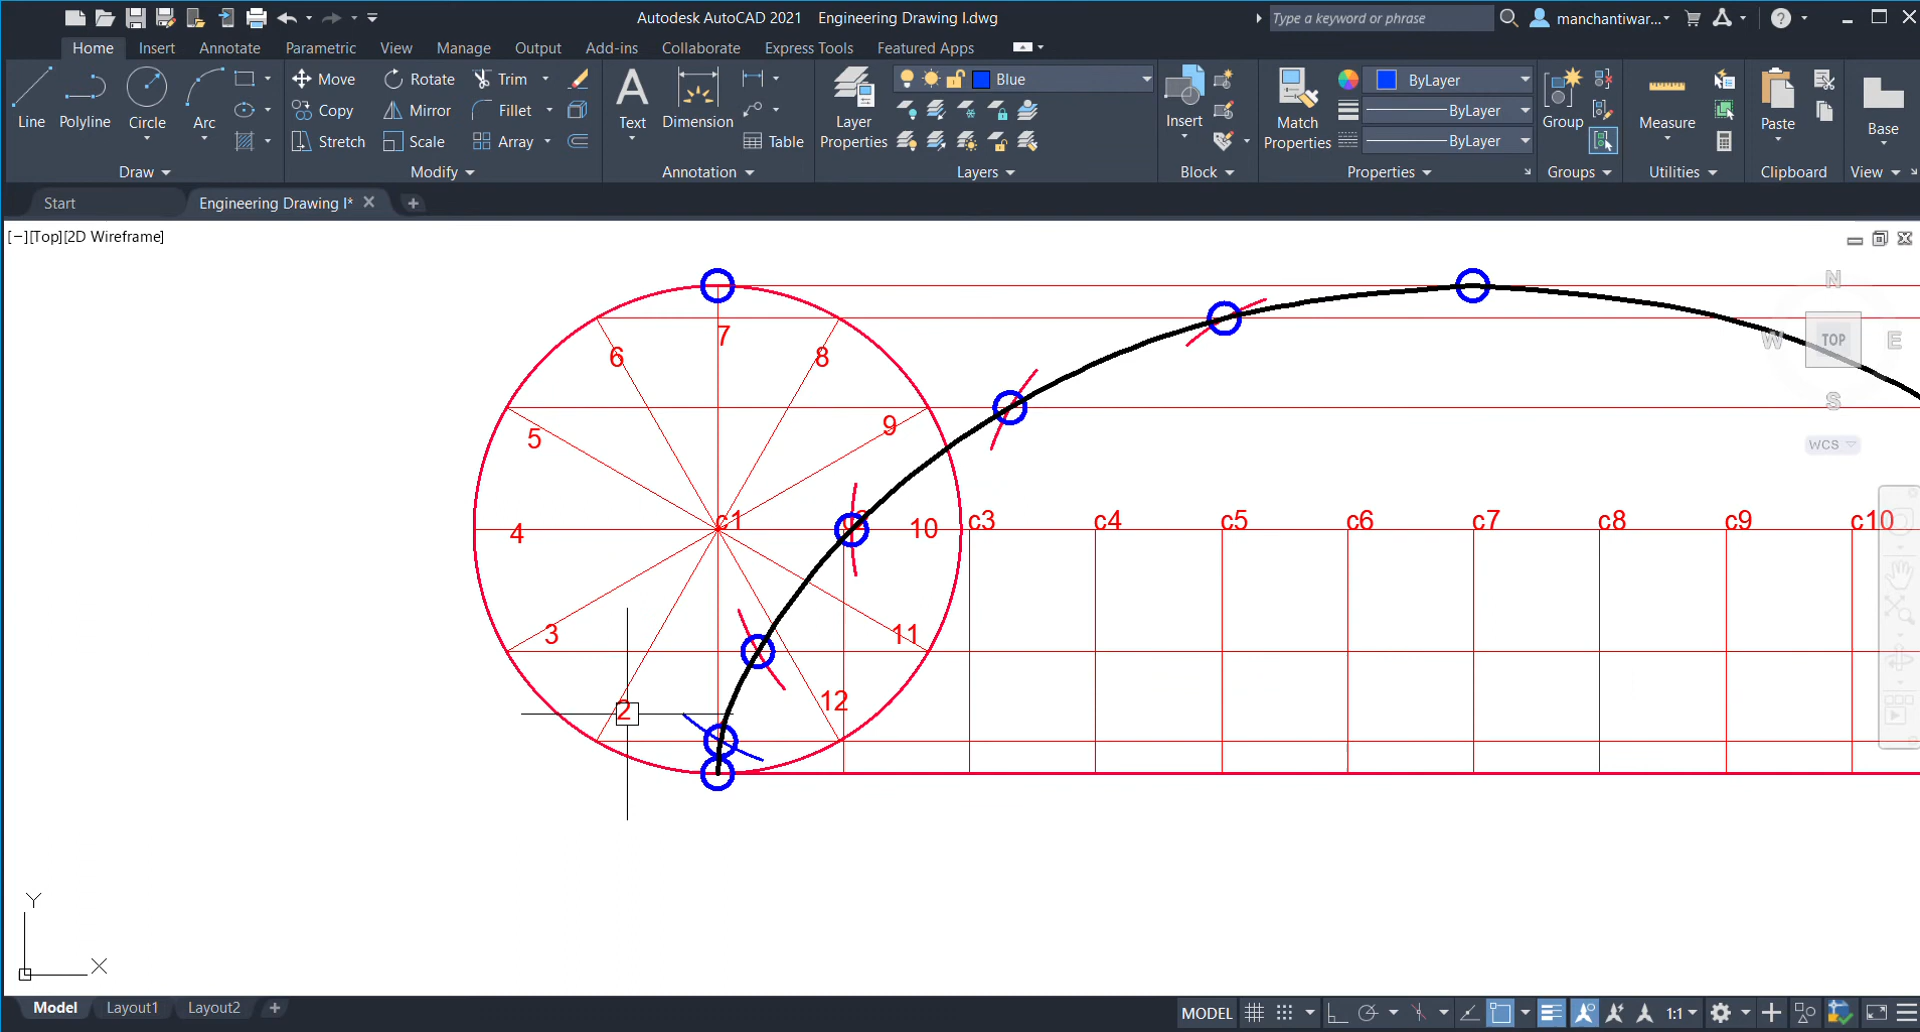 Autodesk AutoCAD 2021 Engineering Drawing I.dwg
Type a keyword or phrase
manchantiwar...
Home Insert Annotate Parametric View Manage Output Add-ins Collaborate Express Tools Featured Apps
Move Rotate Trim
Blue
ByLayer
Copy Mirror Fillet
ByLayer
Line Polyline Circle Arc
Text Dimension
Layer
Properties
Insert
Match
Properties
Group
Measure
Paste
Base
Stretch Scale Array
Table
ByLayer
Draw Modify Annotation Layers Block Properties Groups Utilities Clipboard View
Start Engineering Drawing I*
[−][Top][2D Wireframe]
N
W TOP E
S
WCS
7
6 8
5 9
4 c1 10 c3 c4 c5 c6 c7 c8 c9 c10
3 11
2 12
Y
X
Model Layout1 Layout2
MODEL 1:1